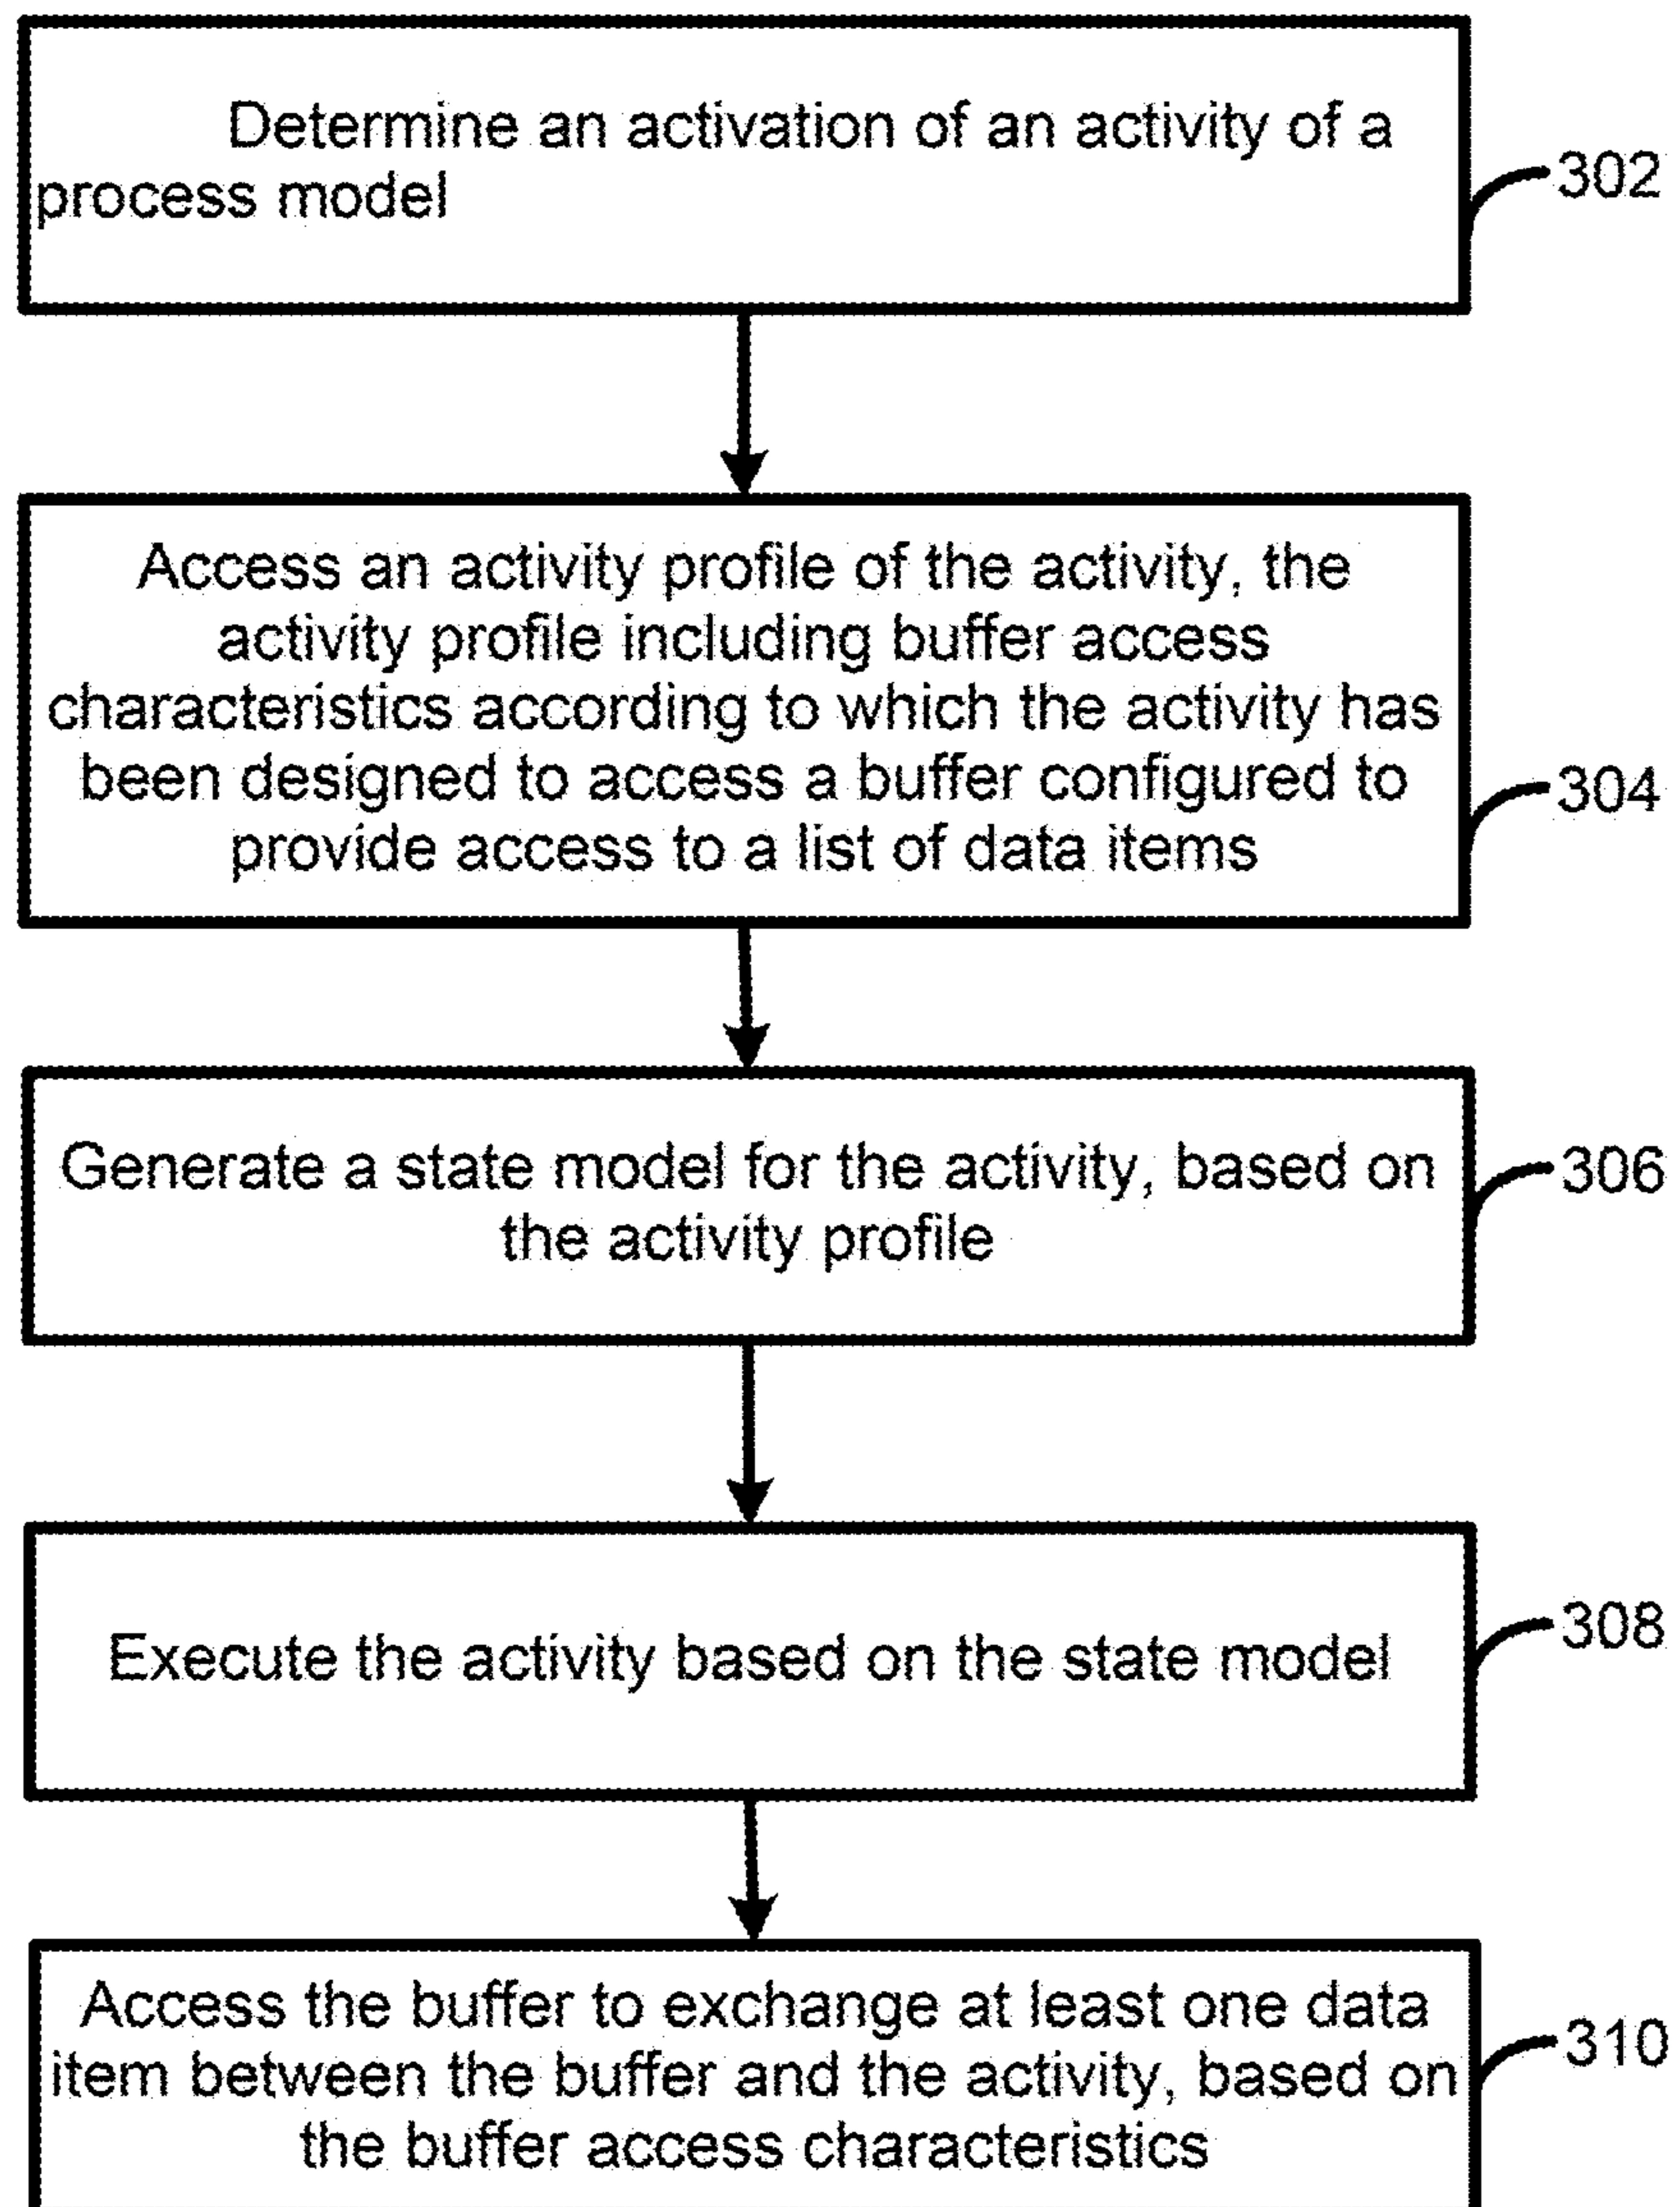 Determine an activation of an activity of a
process model
302
Access an activity profile of the activity, the
activity profile including buffer access
characteristics according to which the activity has
been designed to access a buffer configured to
provide access to a list of data items
304
Generate a state model for the activity, based on
the activity profile
306
Execute the activity based on the state model
308
Access the buffer to exchange at least one data
item between the buffer and the activity, based on
the buffer access characteristics
310